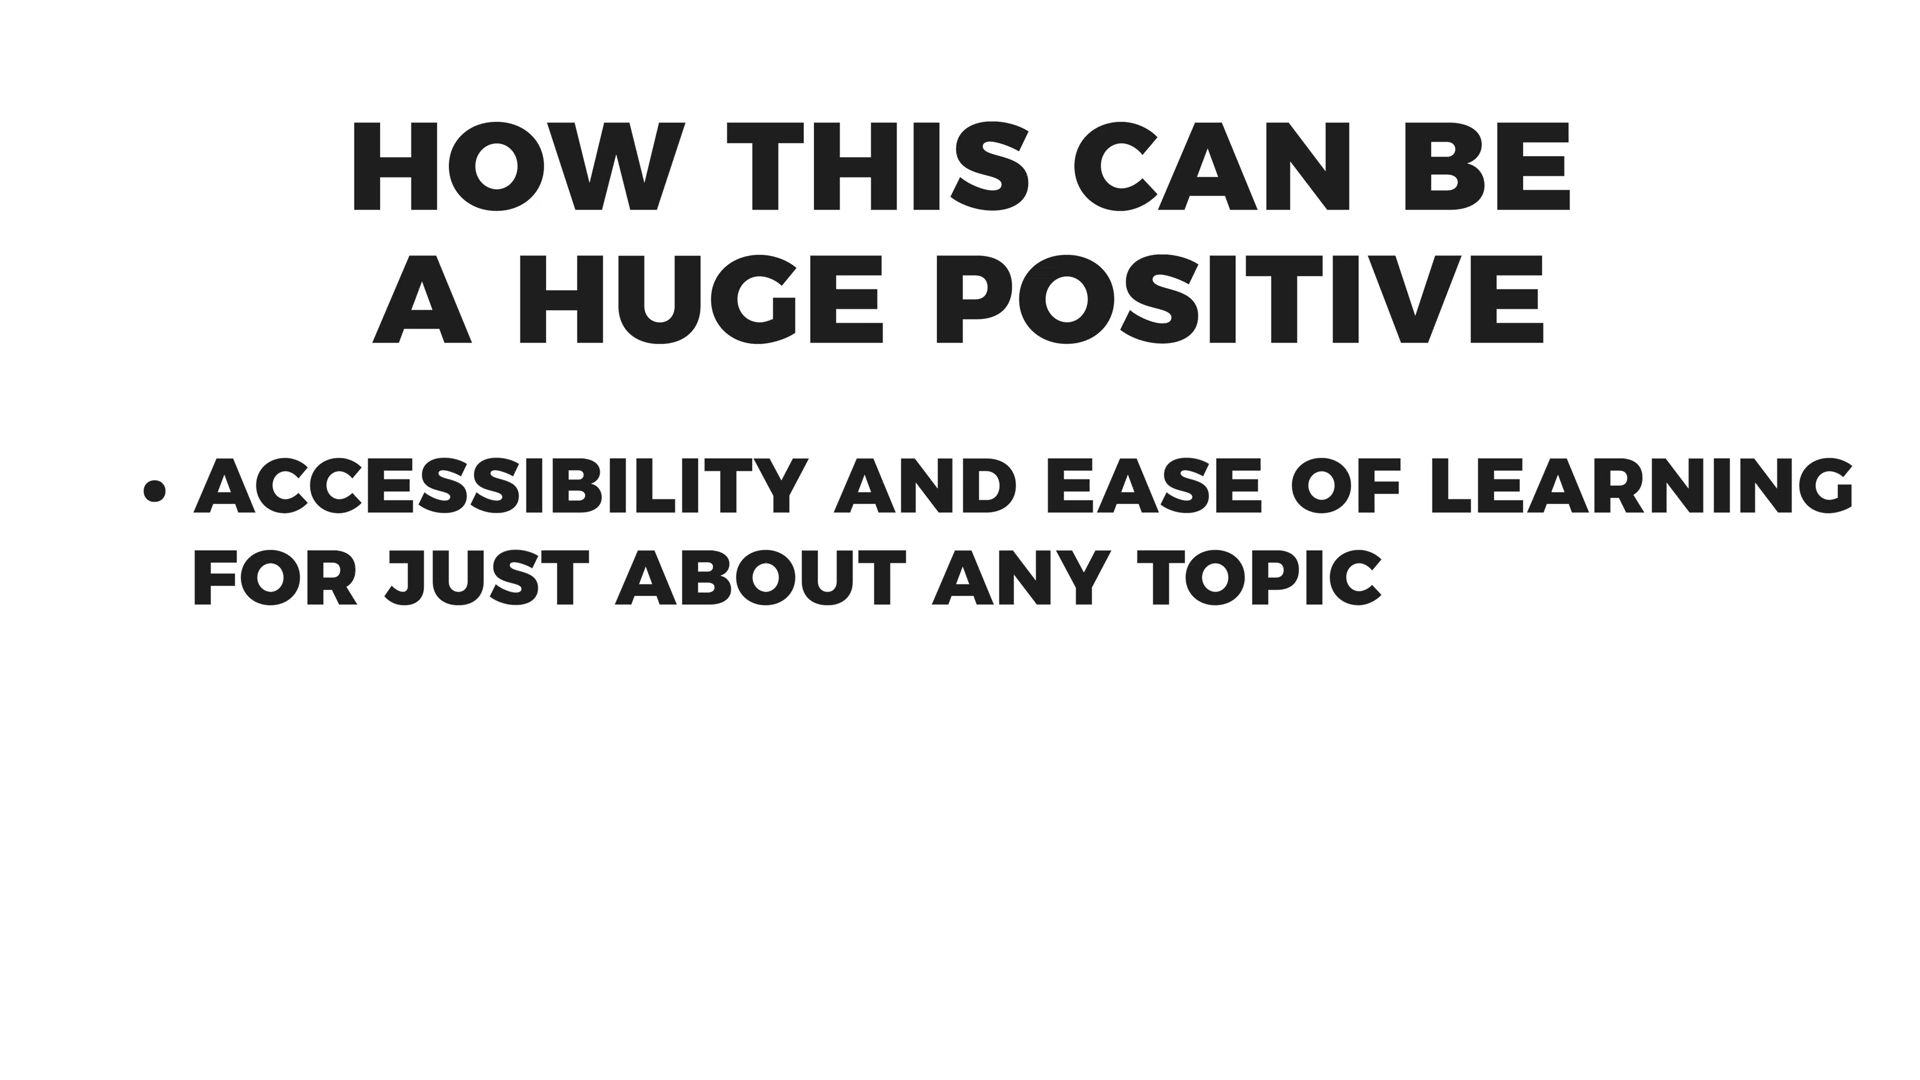 HOW THIS CAN BE
A HUGE POSITIVE
• ACCESSIBILITY AND EASE OF LEARNING
FOR JUST ABOUT ANY TOPIC